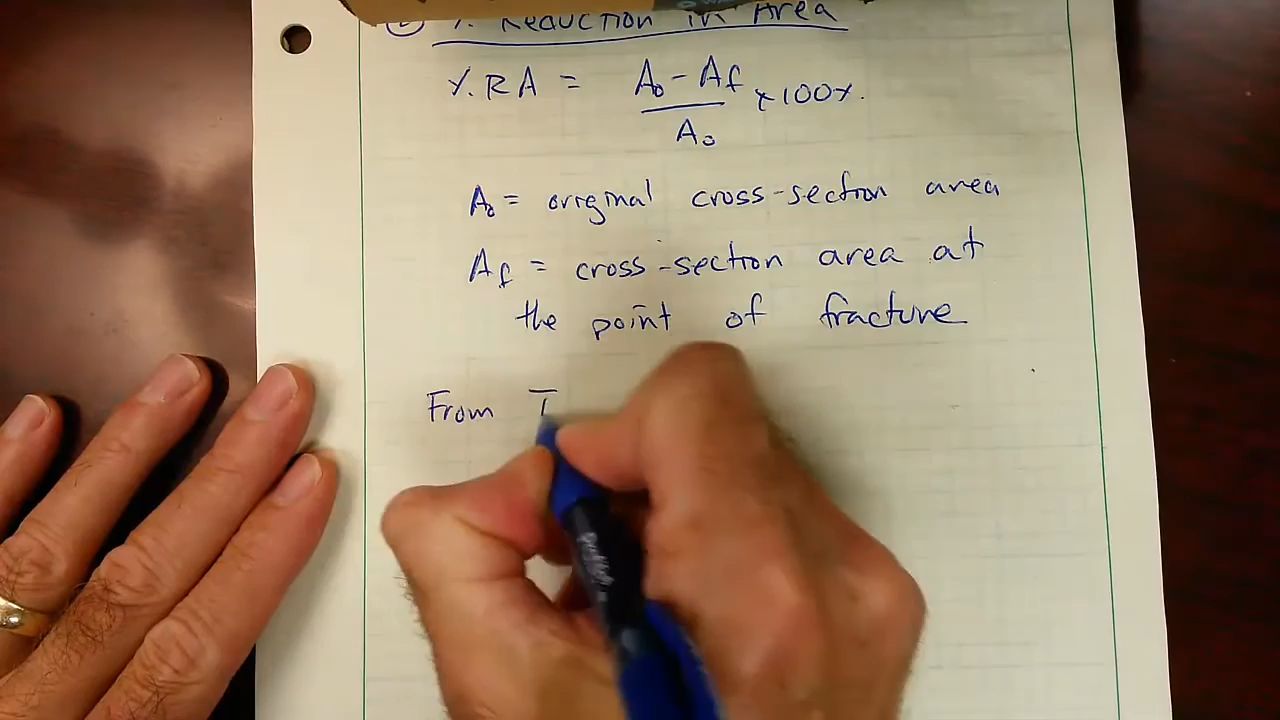 ② % Reduction in Area
% RA = A₀ - Af / A₀ × 100%.
A₀ = original cross-section area
Af = cross-section area at
the point of fracture
From T